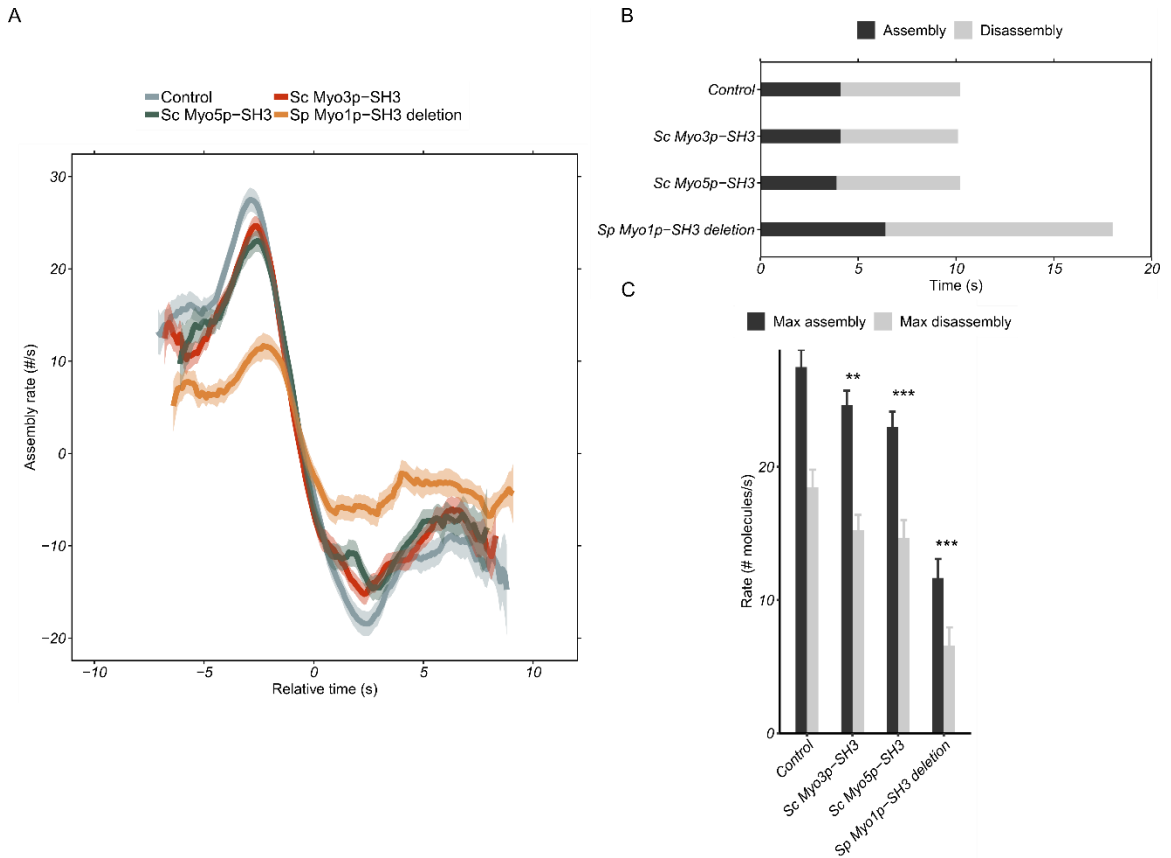 A
Control
Sc Myo3p−SH3
Sc Myo5p−SH3
Sp Myo1p−SH3 deletion
30
20
10
0
−10
−20
Assembly rate (#/s)
−10
−5
0
5
10
Relative time (s)
B
Assembly
Disassembly
Control
Sc Myo3p−SH3
Sc Myo5p−SH3
Sp Myo1p−SH3 deletion
0
5
10
15
20
Time (s)
C
Max assembly
Max disassembly
**
***
***
20
10
0
Rate (# molecules/s)
Control
Sc Myo3p−SH3
Sc Myo5p−SH3
Sp Myo1p−SH3 deletion